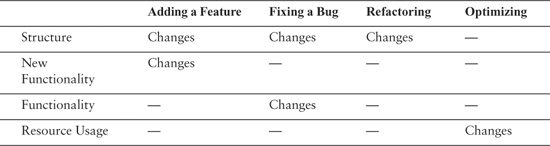 Adding a Feature Fixing a Bug Refactoring Optimizing
Structure Changes Changes Changes —
New Functionality Changes — — —
Functionality — Changes — —
Resource Usage — — — Changes